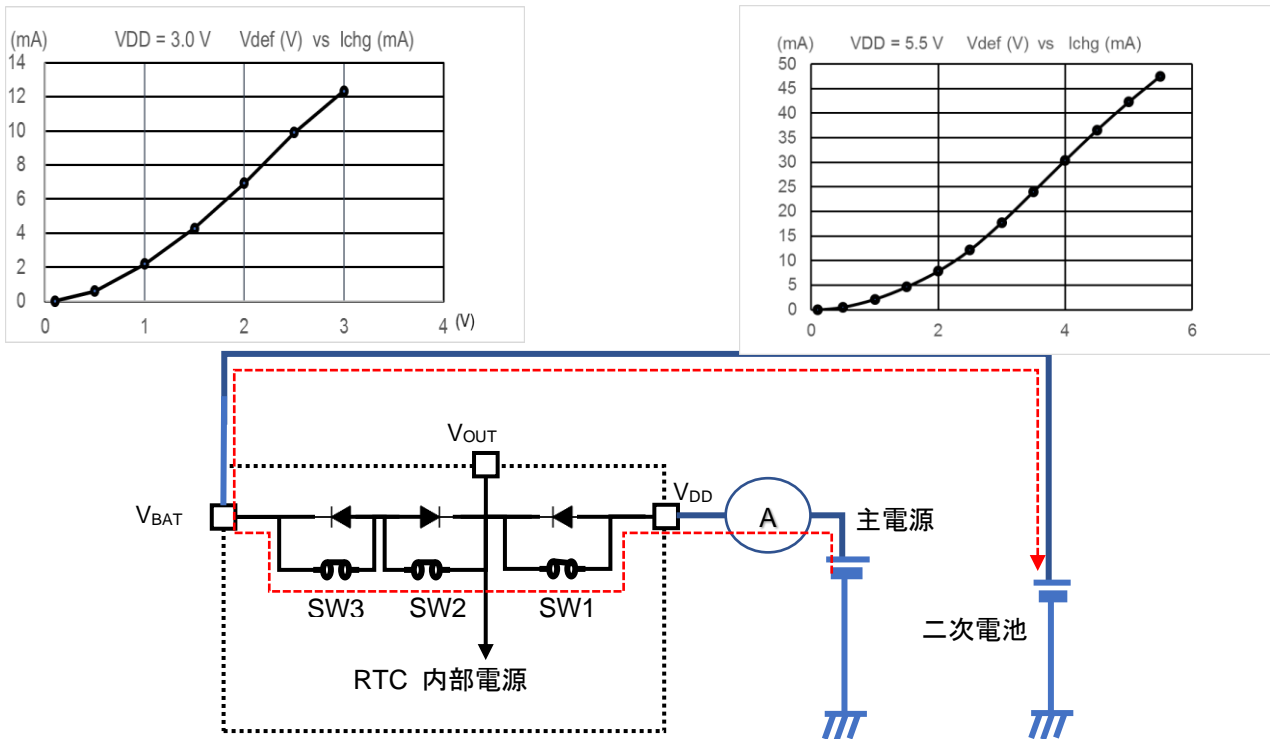 (mA) VDD = 3.0 V Vdef (V) vs Ichg (mA)
14
12
10
8
6
4
2
0
0 1 2 3 4 (V)
(mA) VDD = 5.5 V Vdef (V) vs Ichg (mA)
50
45
40
35
30
25
20
15
10
5
0
0 2 4 6
VOUT
VBAT
VDD
A
主電源
SW3 SW2 SW1
二次電池
RTC 内部電源